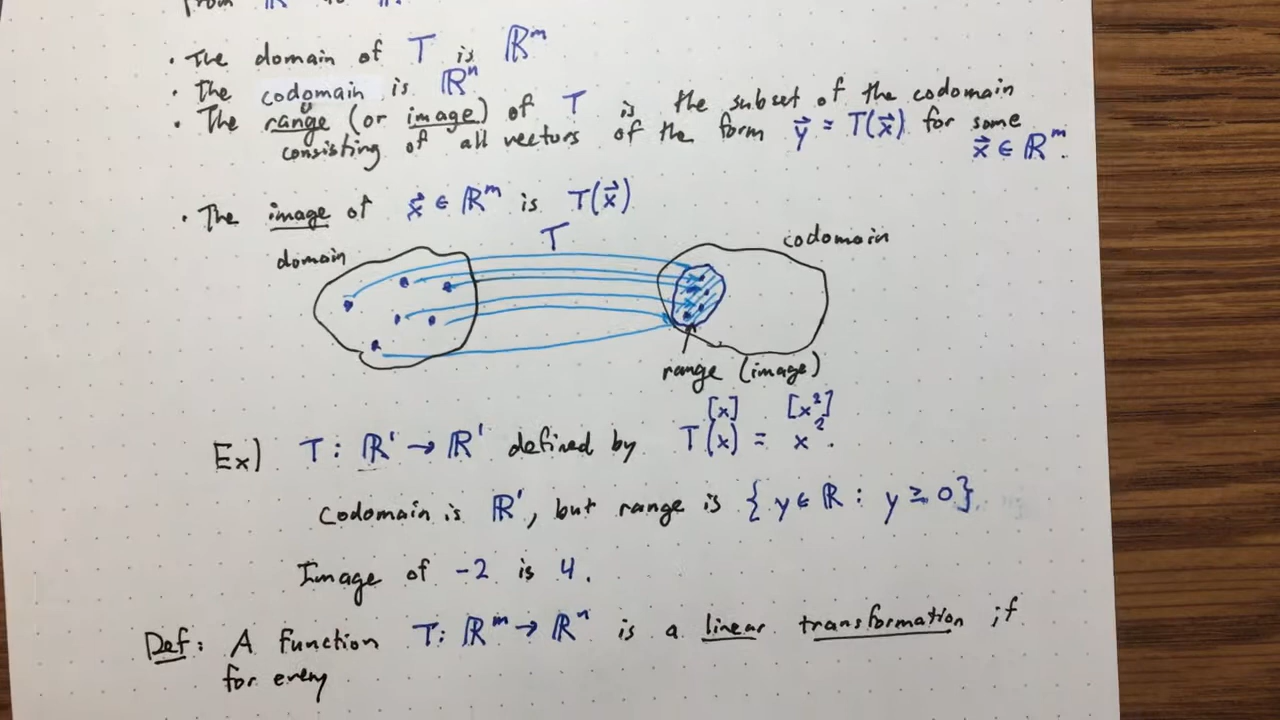 from ℝ to ℝ.
• The domain of T is ℝᵐ
• The codomain is ℝⁿ
• The range (or image) of T is the subset of the codomain
consisting of all vectors of the form y⃗ = T(x⃗) for some
x⃗ ∈ ℝᵐ.
• The image of x⃗ ∈ ℝᵐ is T(x⃗)
domain T codomain
range (image)
[x] [x²]
Ex) T: ℝ¹ → ℝ¹ defined by T(x) = x².
Codomain is ℝ¹, but range is {y ∈ ℝ : y ≥ 0}.
Image of -2 is 4.
Def: A function T: ℝᵐ → ℝⁿ is a linear transformation if
for every